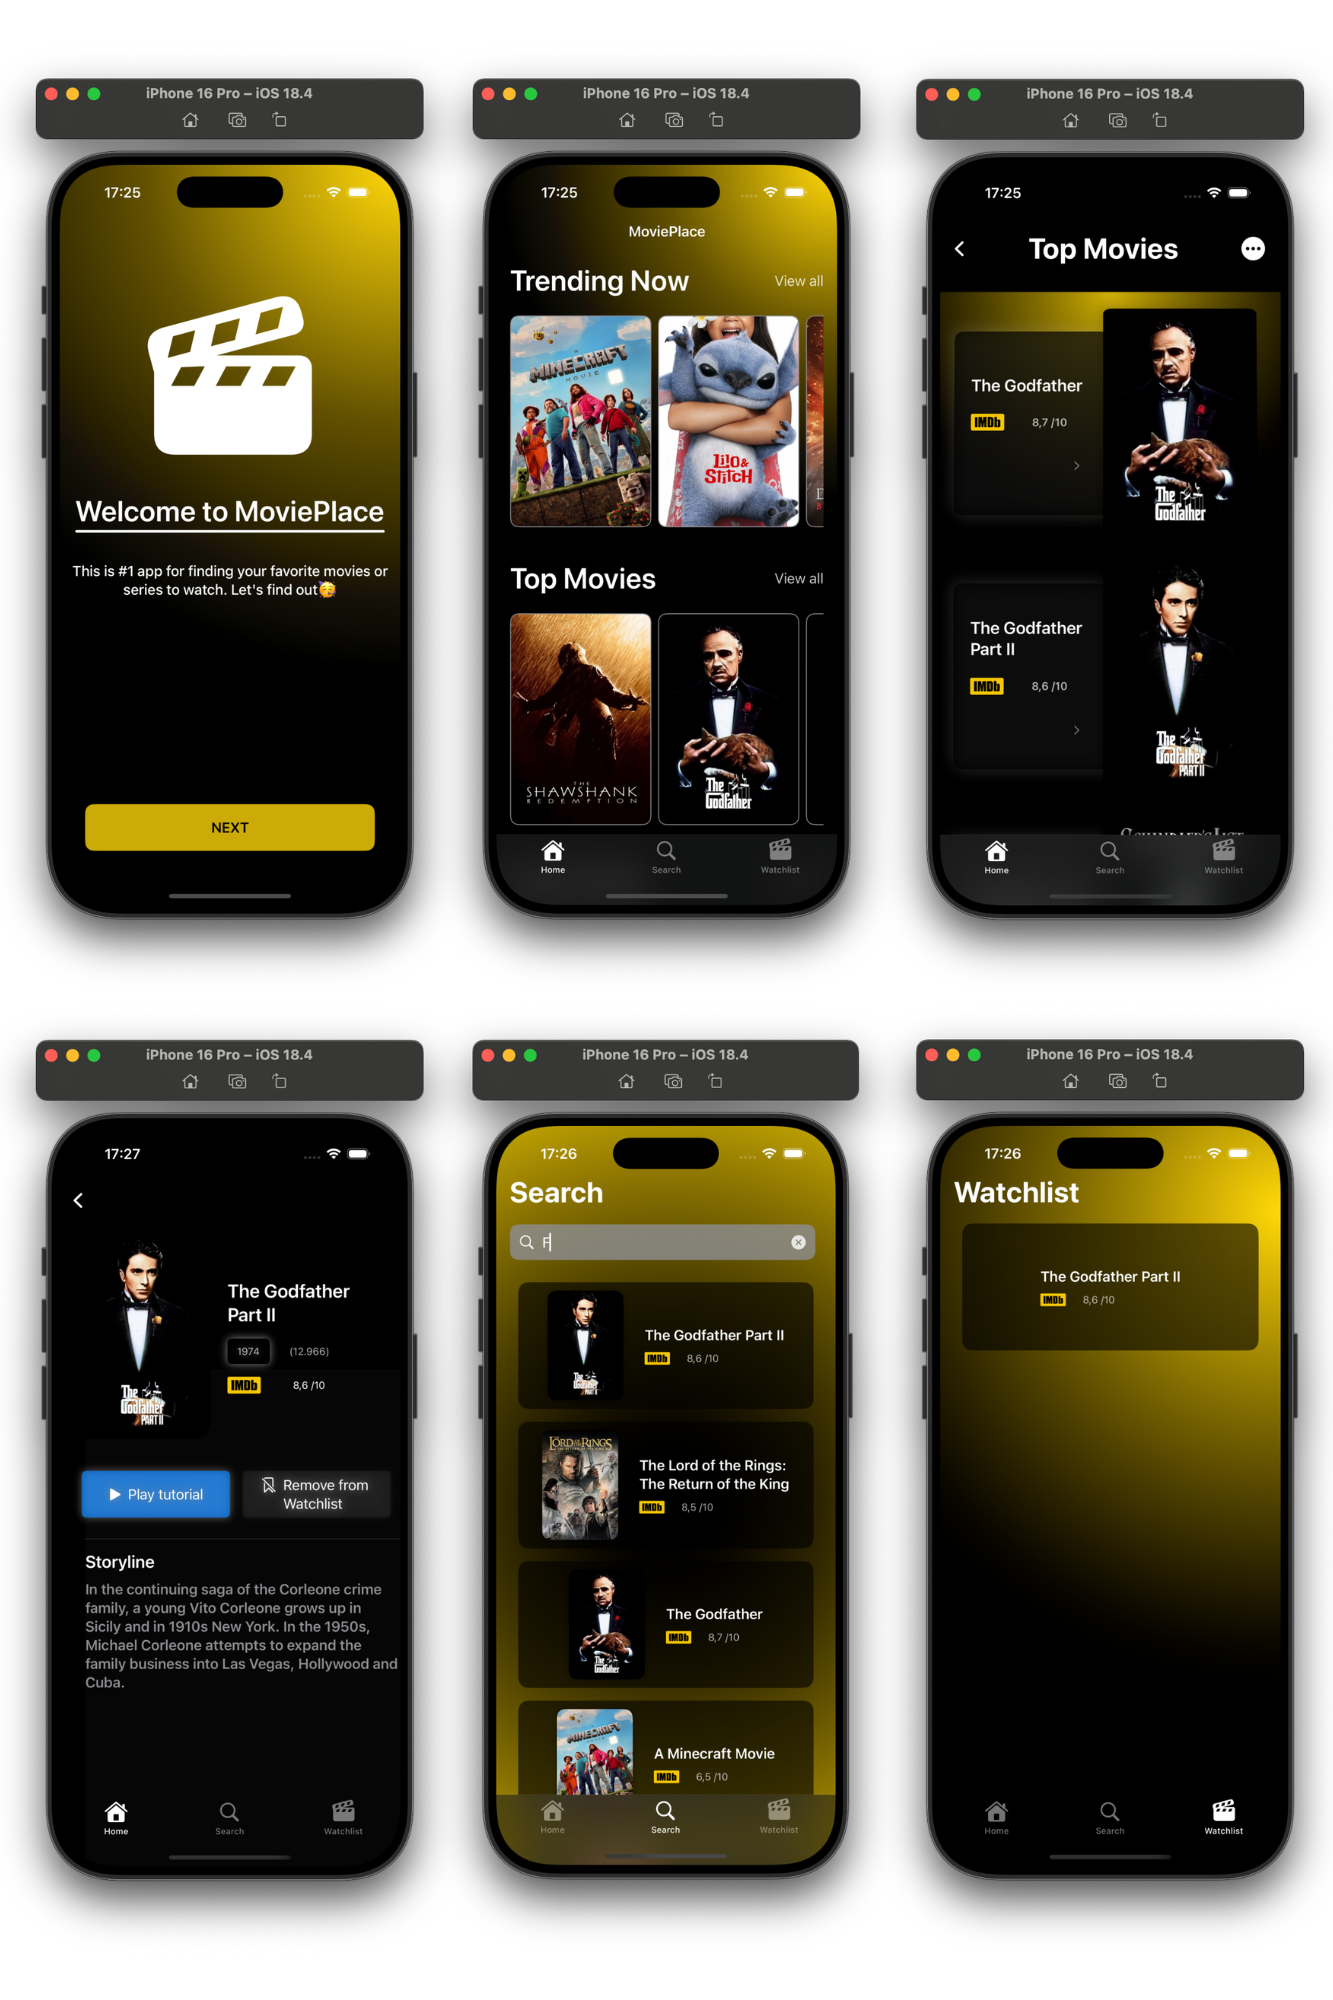 iPhone 16 Pro – iOS 18.4
17:25
Welcome to MoviePlace
This is #1 app for finding your favorite movies or
series to watch. Let's find out🥳
NEXT
iPhone 16 Pro – iOS 18.4
17:25
MoviePlace
Trending Now
View all
MINECRAFT
MOVIE
Lilo &
Stitch
Top Movies
View all
THE
SHAWSHANK
REDEMPTION
The
Godfather
Home
Search
Watchlist
iPhone 16 Pro – iOS 18.4
17:25
Top Movies
The Godfather
IMDb
8,7 /10
The
Godfather
The Godfather
Part II
IMDb
8,6 /10
The
Godfather
PART II
Home
Search
Watchlist
iPhone 16 Pro – iOS 18.4
17:27
The Godfather
Part II
1974
(12.966)
IMDb
8,6 /10
The
Godfather
PART II
Play tutorial
Remove from
Watchlist
Storyline
In the continuing saga of the Corleone crime
family, a young Vito Corleone grows up in
Sicily and in 1910s New York. In the 1950s,
Michael Corleone attempts to expand the
family business into Las Vegas, Hollywood and
Cuba.
Home
Search
Watchlist
iPhone 16 Pro – iOS 18.4
17:26
Search
F
The Godfather Part II
IMDb
8,6 /10
The Lord of the Rings:
The Return of the King
IMDb
8,5 /10
The Godfather
IMDb
8,7 /10
The
Godfather
MINECRAFT
A Minecraft Movie
IMDb
6,5 /10
Home
Search
Watchlist
iPhone 16 Pro – iOS 18.4
17:26
Watchlist
The Godfather Part II
IMDb
8,6 /10
Home
Search
Watchlist